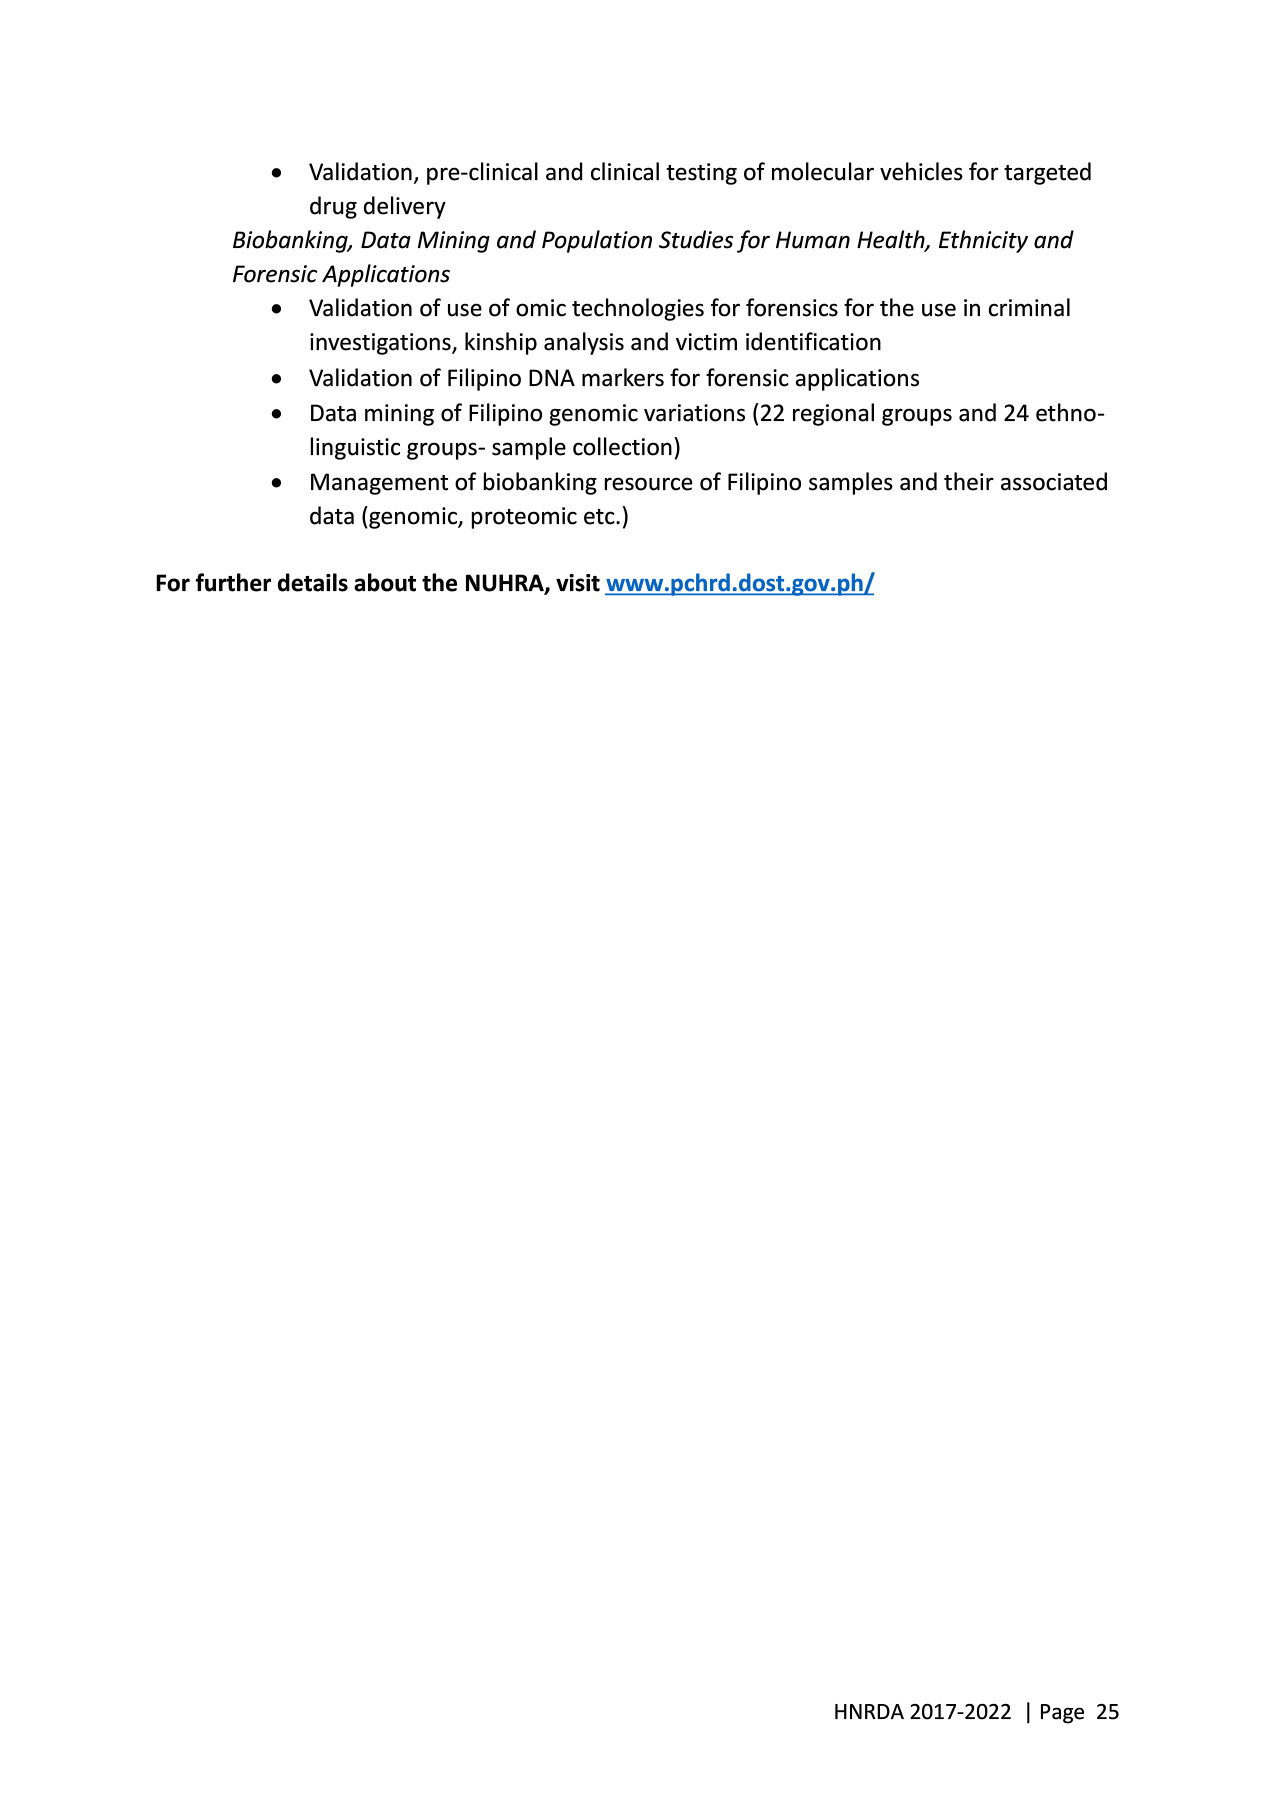 • Validation, pre-clinical and clinical testing of molecular vehicles for targeted
drug delivery
Biobanking, Data Mining and Population Studies for Human Health, Ethnicity and
Forensic Applications
• Validation of use of omic technologies for forensics for the use in criminal
investigations, kinship analysis and victim identification
• Validation of Filipino DNA markers for forensic applications
• Data mining of Filipino genomic variations (22 regional groups and 24 ethno-
linguistic groups- sample collection)
• Management of biobanking resource of Filipino samples and their associated
data (genomic, proteomic etc.)
For further details about the NUHRA, visit www.pchrd.dost.gov.ph/
HNRDA 2017-2022 | Page 25